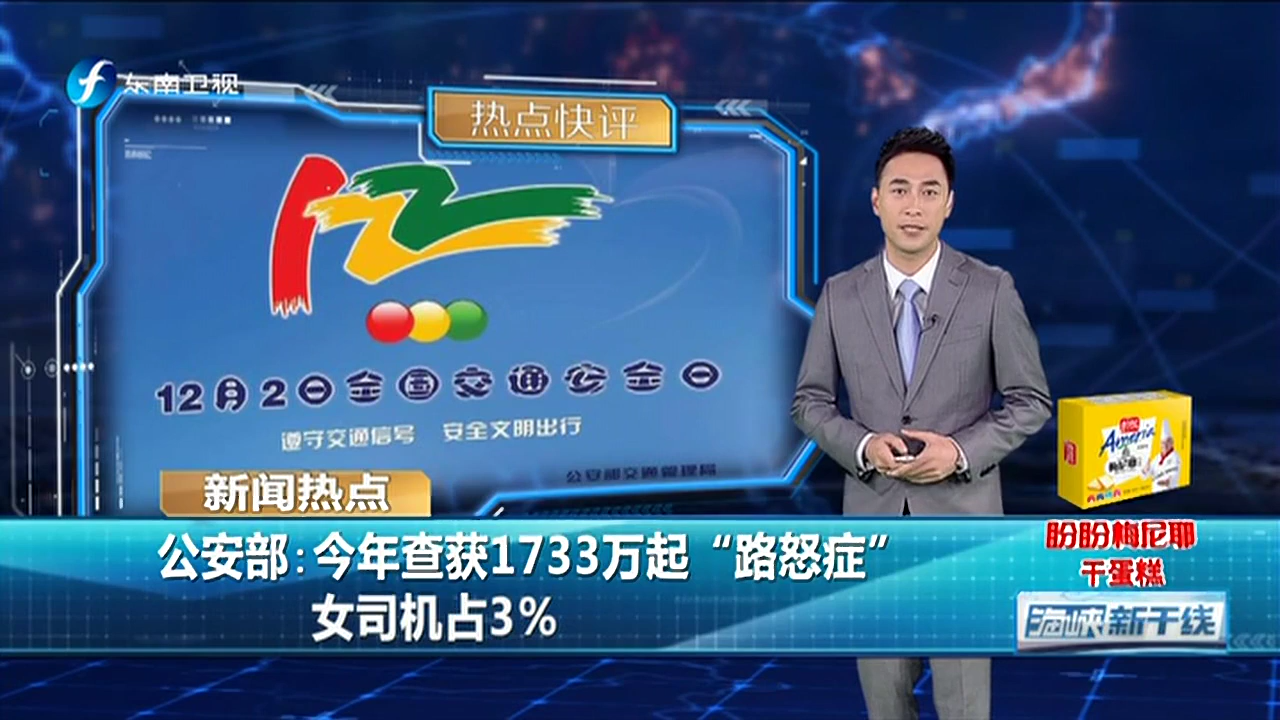 东南卫视
热点快评
12
12月2日全国交通安全日
遵守交通信号 安全文明出行
公安部交通管理局
新闻热点
公安部:今年查获1733万起“路怒症”
女司机占3%
盼盼梅尼耶
干蛋糕
海峡新干线